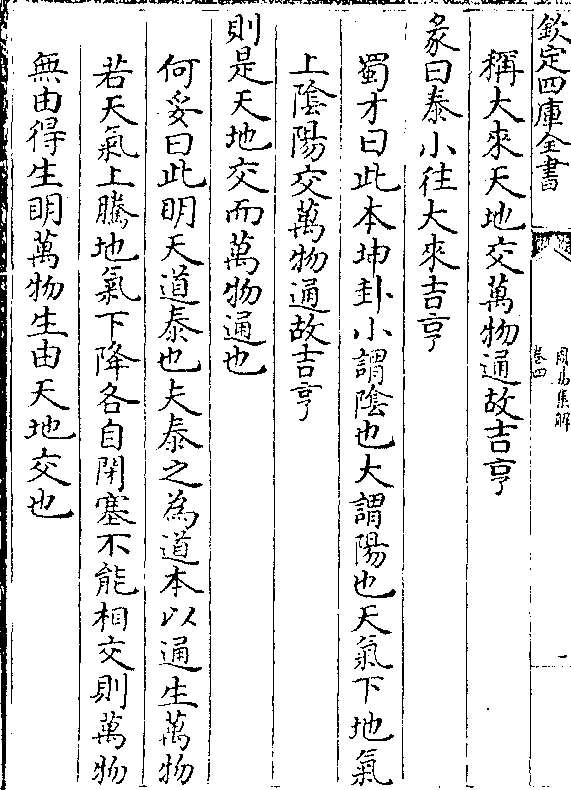 欽定四庫全書
周易集解
卷四
一
稱大來天地交萬物通故吉亨
彖曰泰小往大來吉亨
蜀才曰此本坤卦小謂陰也大謂陽也天氣下地氣
上陰陽交萬物通故吉亨
則是天地交而萬物通也
何妥曰此明天道泰也夫泰之為道本以通生萬物
若天氣上騰地氣下降各自閉塞不能相交則萬物
無由得生明萬物生由天地交也